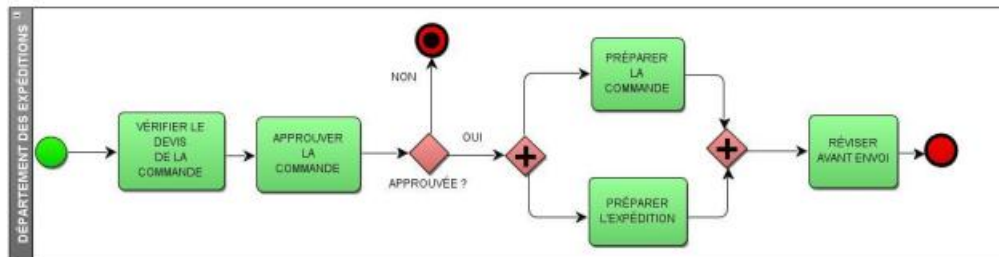 DÉPARTEMENT DES EXPÉDITIONS
VÉRIFIER LE
DEVIS
DE LA
COMMANDE
APPROUVER
LA
COMMANDE
NON
APPROUVÉE ?
OUI
PRÉPARER
LA
COMMANDE
PRÉPARER
L'EXPÉDITION
RÉVISER
AVANT ENVOI